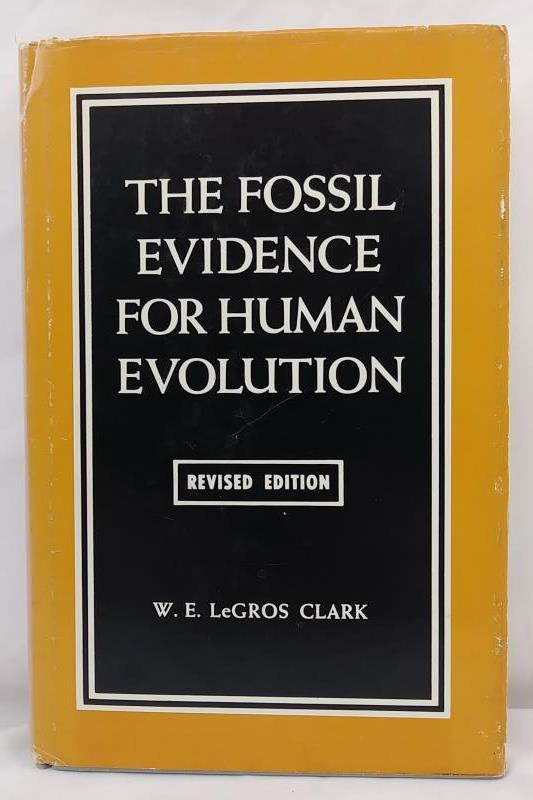 THE FOSSIL
EVIDENCE
FOR HUMAN
EVOLUTION
REVISED EDITION
W. E. LeGROS CLARK